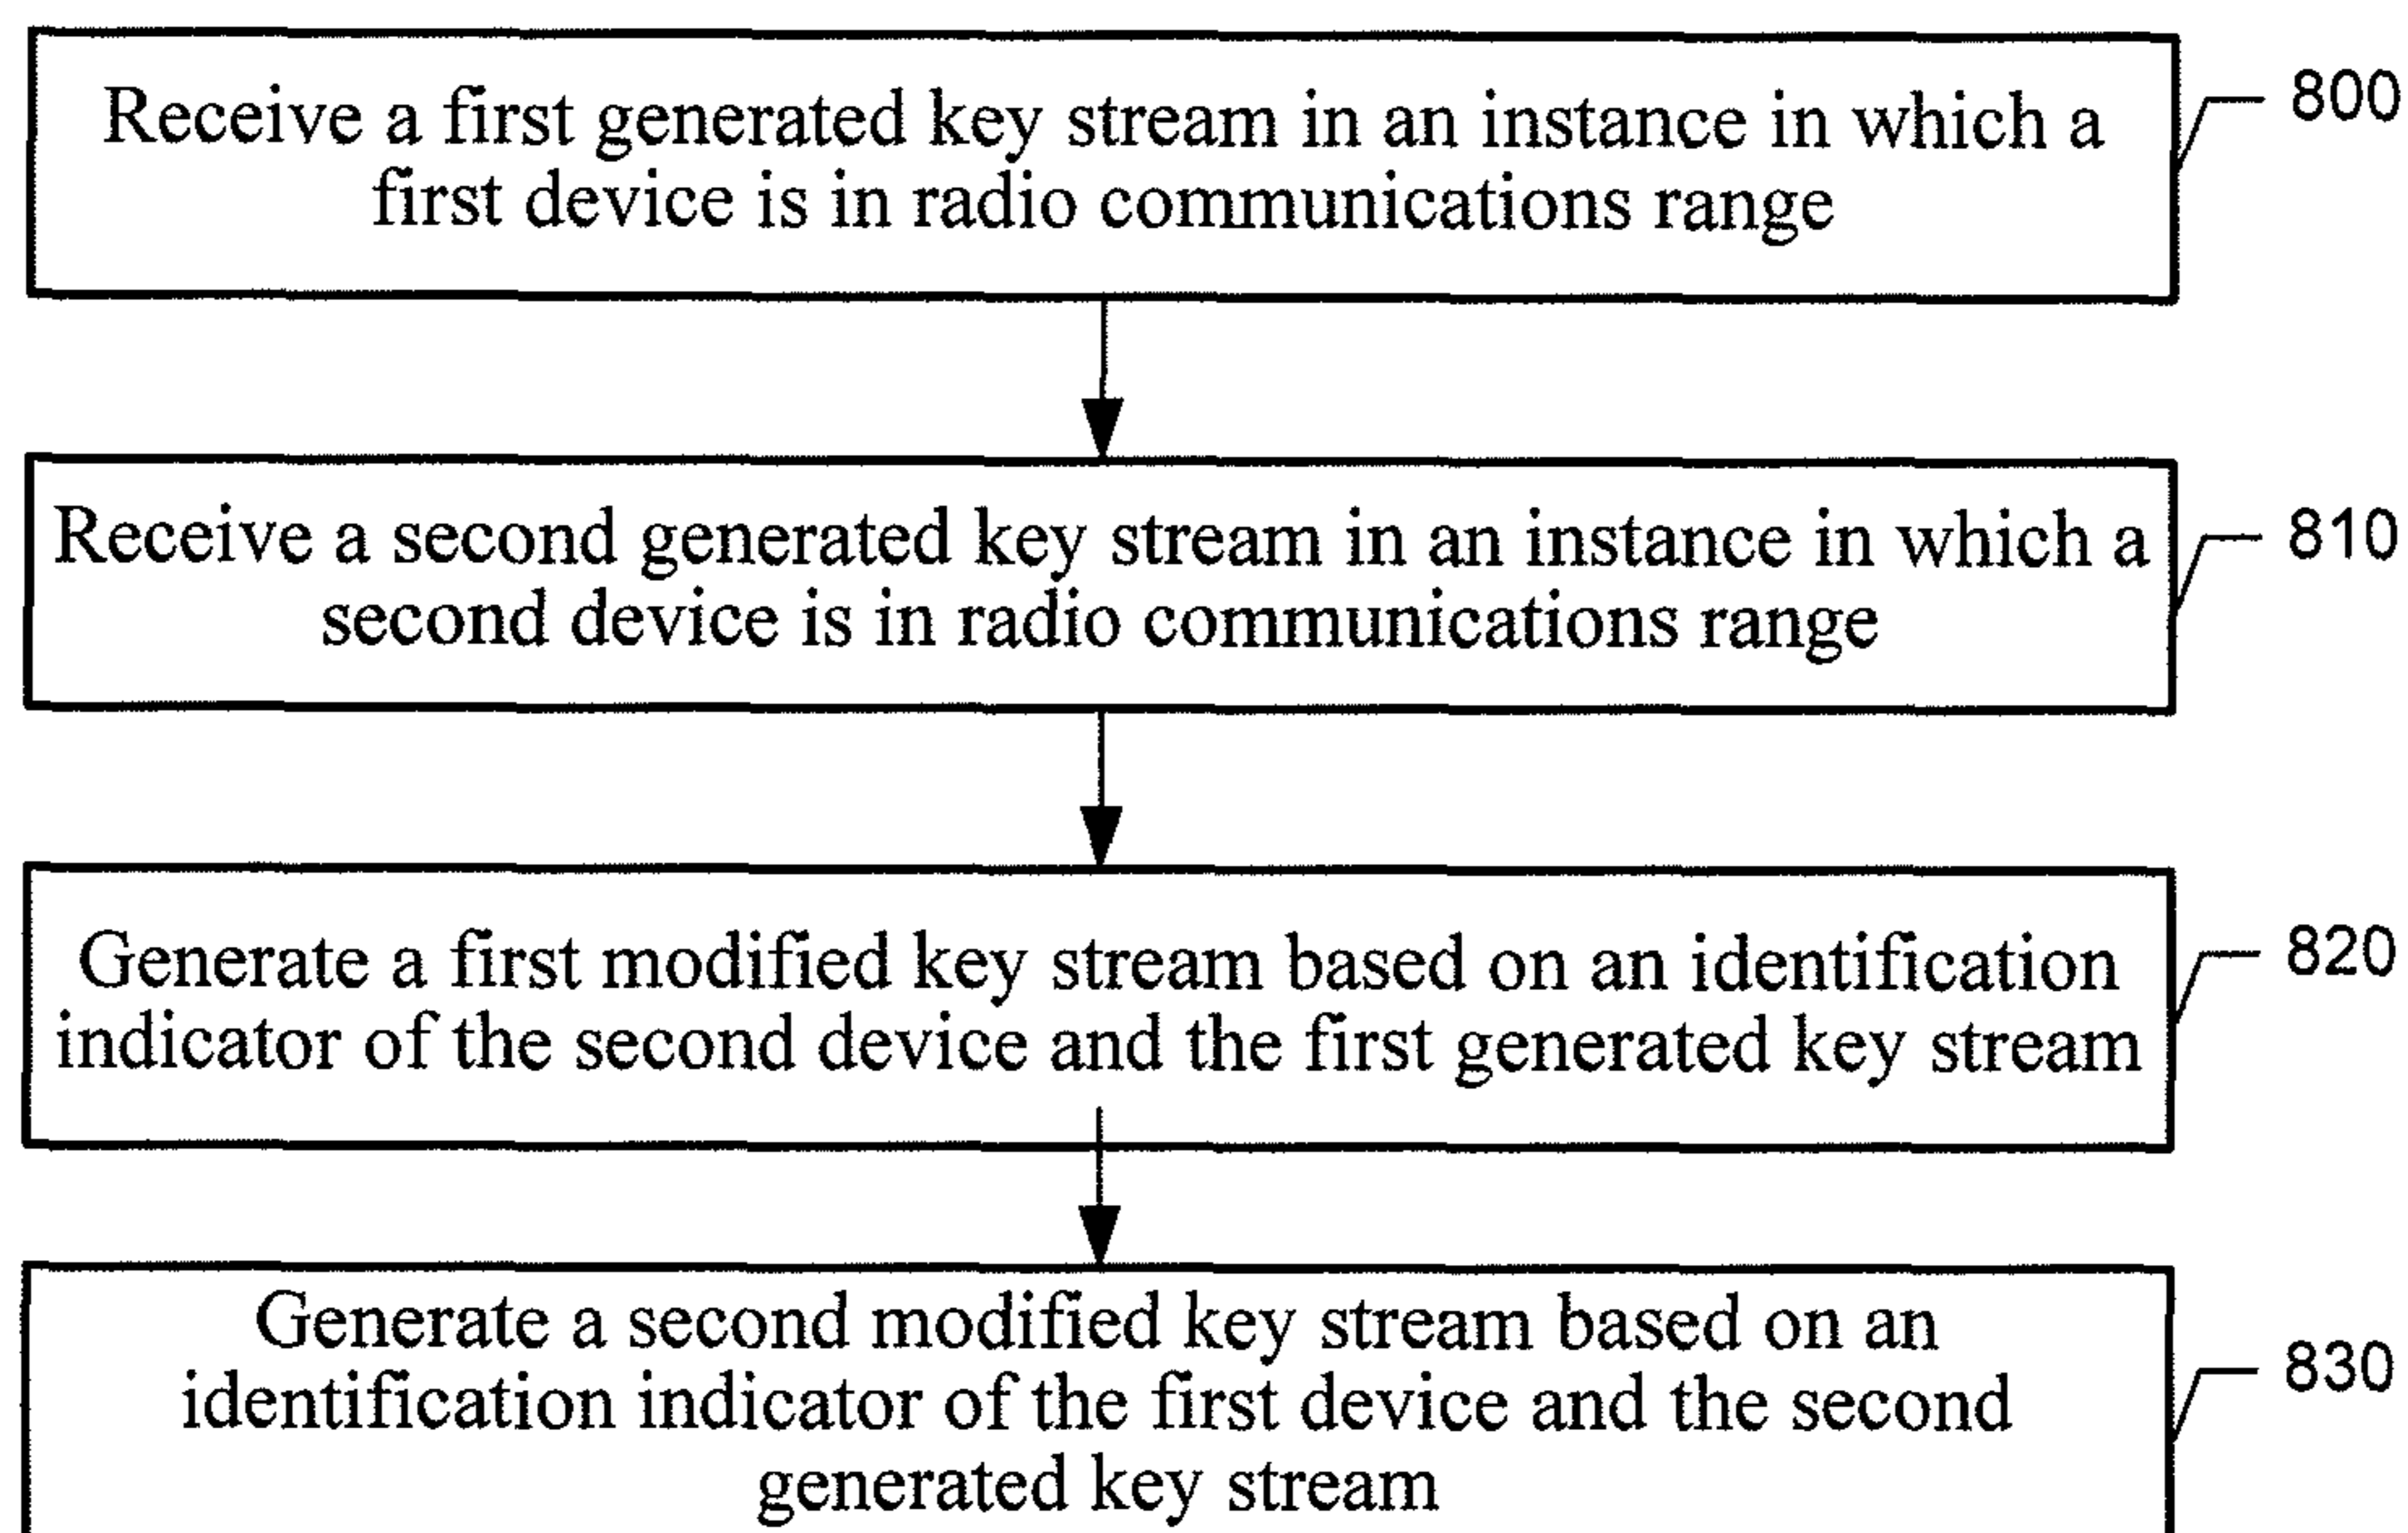 Receive a first generated key stream in an instance in which a
first device is in radio communications range
800
Receive a second generated key stream in an instance in which a
second device is in radio communications range
810
Generate a first modified key stream based on an identification
indicator of the second device and the first generated key stream
820
Generate a second modified key stream based on an
identification indicator of the first device and the second
generated key stream
830